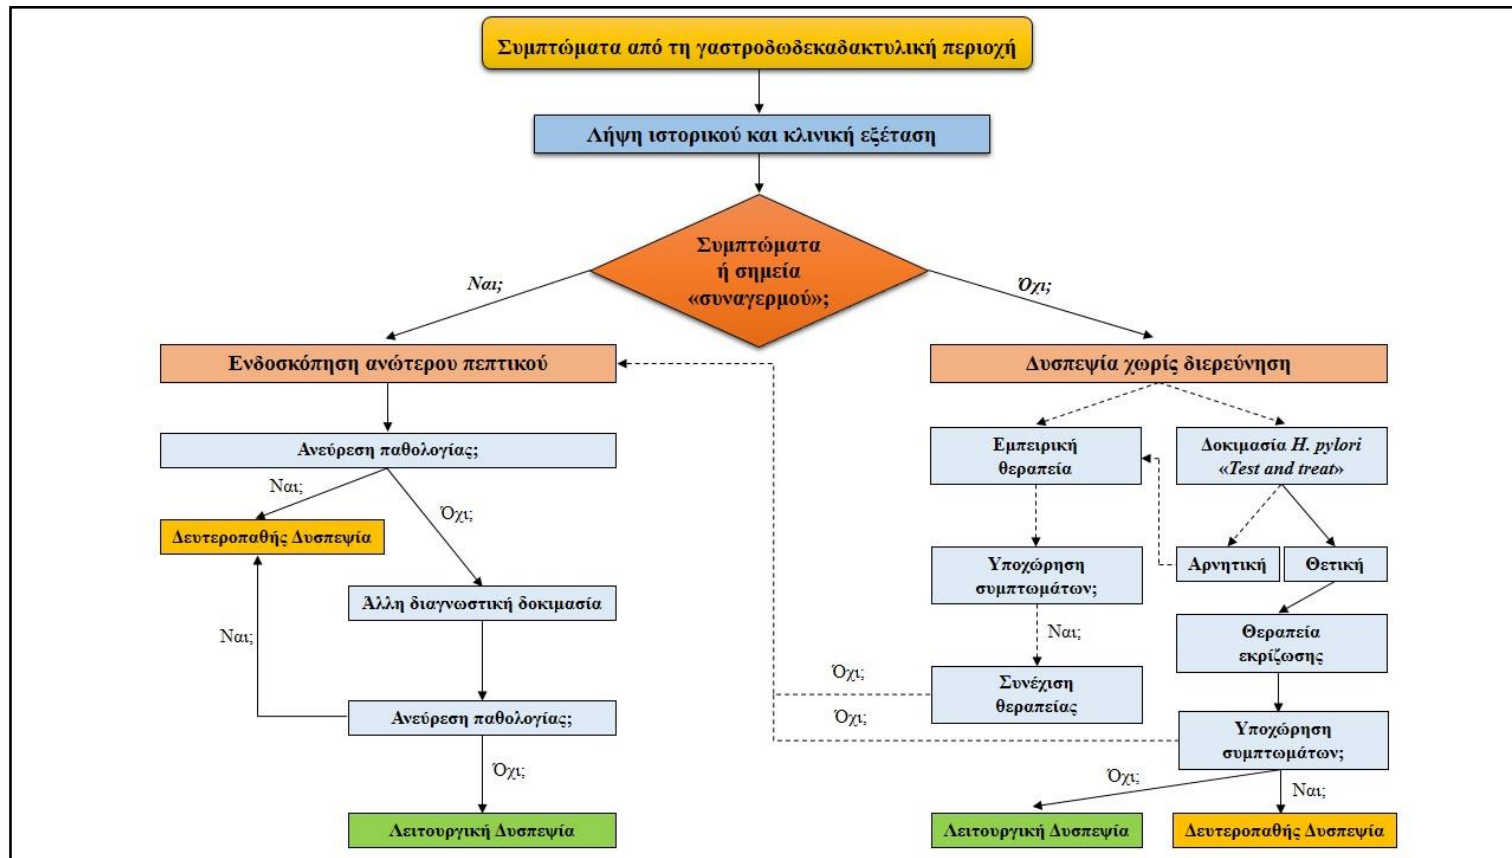 Συμπτώματα από τη γαστροδωδεκαδακτυλική περιοχή
Λήψη ιστορικού και κλινική εξέταση
Συμπτώματα
ή σημεία
«συναγερμού»;
Ναι;
Όχι;
Ενδοσκόπηση ανώτερου πεπτικού
Ανεύρεση παθολογίας;
Ναι;
Όχι;
Δευτεροπαθής Δυσπεψία
Άλλη διαγνωστική δοκιμασία
Ναι;
Ανεύρεση παθολογίας;
Όχι;
Λειτουργική Δυσπεψία
Δυσπεψία χωρίς διερεύνηση
Εμπειρική
θεραπεία
Υποχώρηση
συμπτωμάτων;
Ναι;
Συνέχιση
θεραπείας
Όχι;
Όχι;
Δοκιμασία H. pylori
«Test and treat»
Αρνητική
Θετική
Θεραπεία
εκρίζωσης
Υποχώρηση
συμπτωμάτων;
Όχι;
Ναι;
Λειτουργική Δυσπεψία
Δευτεροπαθής Δυσπεψία